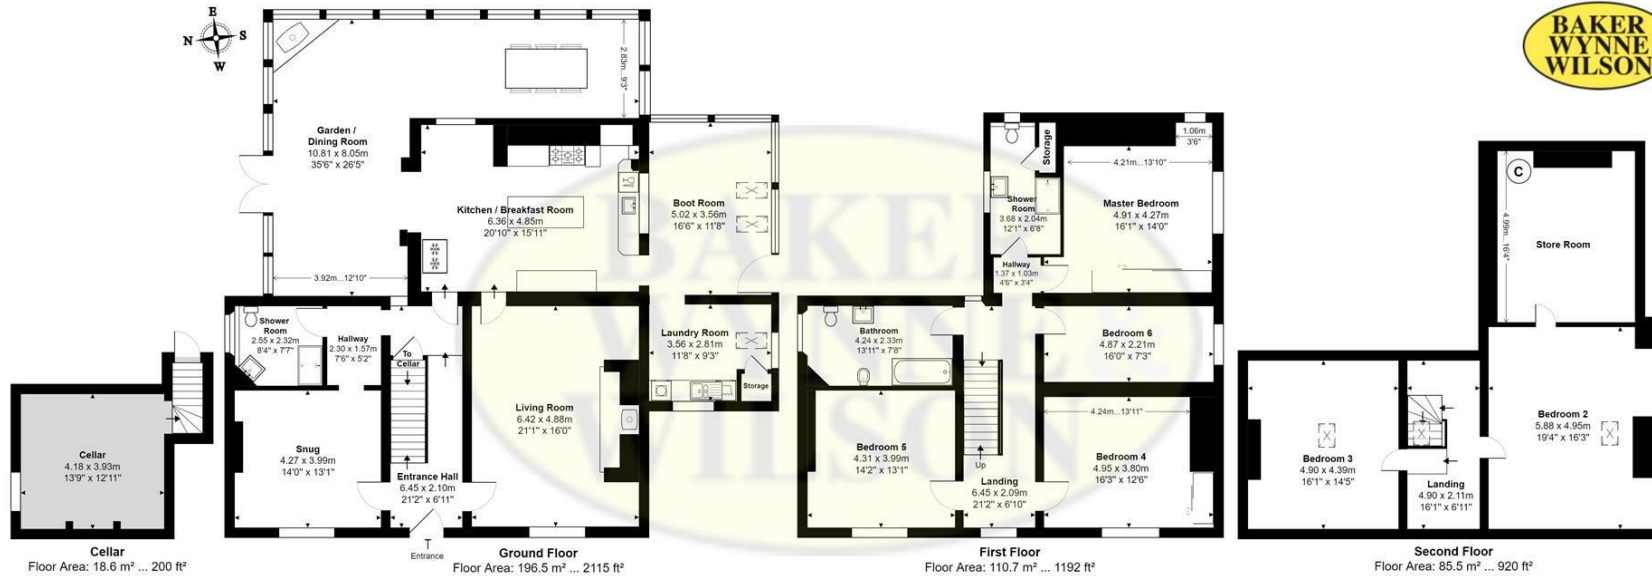 BAKER
WYNNE
WILSON
E
N
S
W
2.83m...9'3"
Garden /
Dining Room
10.81 x 8.05m
35'6" x 26'5"
3.92m...12'10"
Kitchen / Breakfast Room
6.36 x 4.85m
20'10" x 15'11"
Boot Room
5.02 x 3.56m
16'6" x 11'8"
Shower
Room
2.55 x 2.32m
8'4" x 7'7"
Hallway
2.30 x 1.57m
7'6" x 5'2"
To
Cellar
Laundry Room
3.56 x 2.81m
11'8" x 9'3"
Storage
Living Room
6.42 x 4.88m
21'1" x 16'0"
Snug
4.27 x 3.99m
14'0" x 13'1"
Entrance Hall
6.45 x 2.10m
21'2" x 6'11"
Entrance
Ground Floor
Floor Area: 196.5 m² ... 2115 ft²
Cellar
4.18 x 3.93m
13'9" x 12'11"
Cellar
Floor Area: 18.6 m² ... 200 ft²
Storage
1.06m
3'6"
4.21m...13'10"
Shower
Room
3.68 x 2.04m
12'1" x 6'8"
Master Bedroom
4.91 x 4.27m
16'1" x 14'0"
Hallway
1.37 x 1.03m
4'6" x 3'4"
Bathroom
4.24 x 2.33m
13'11" x 7'8"
Bedroom 6
4.87 x 2.21m
16'0" x 7'3"
4.24m...13'11"
Bedroom 5
4.31 x 3.99m
14'2" x 13'1"
Up
Landing
6.45 x 2.09m
21'2" x 6'10"
Bedroom 4
4.95 x 3.80m
16'3" x 12'6"
First Floor
Floor Area: 110.7 m² ... 1192 ft²
C
4.99m...16'4"
Store Room
Bedroom 2
5.88 x 4.95m
19'4" x 16'3"
Bedroom 3
4.90 x 4.39m
16'1" x 14'5"
Landing
4.90 x 2.11m
16'1" x 6'11"
Second Floor
Floor Area: 85.5 m² ... 920 ft²
BAKER
WYNNE &
WILSON